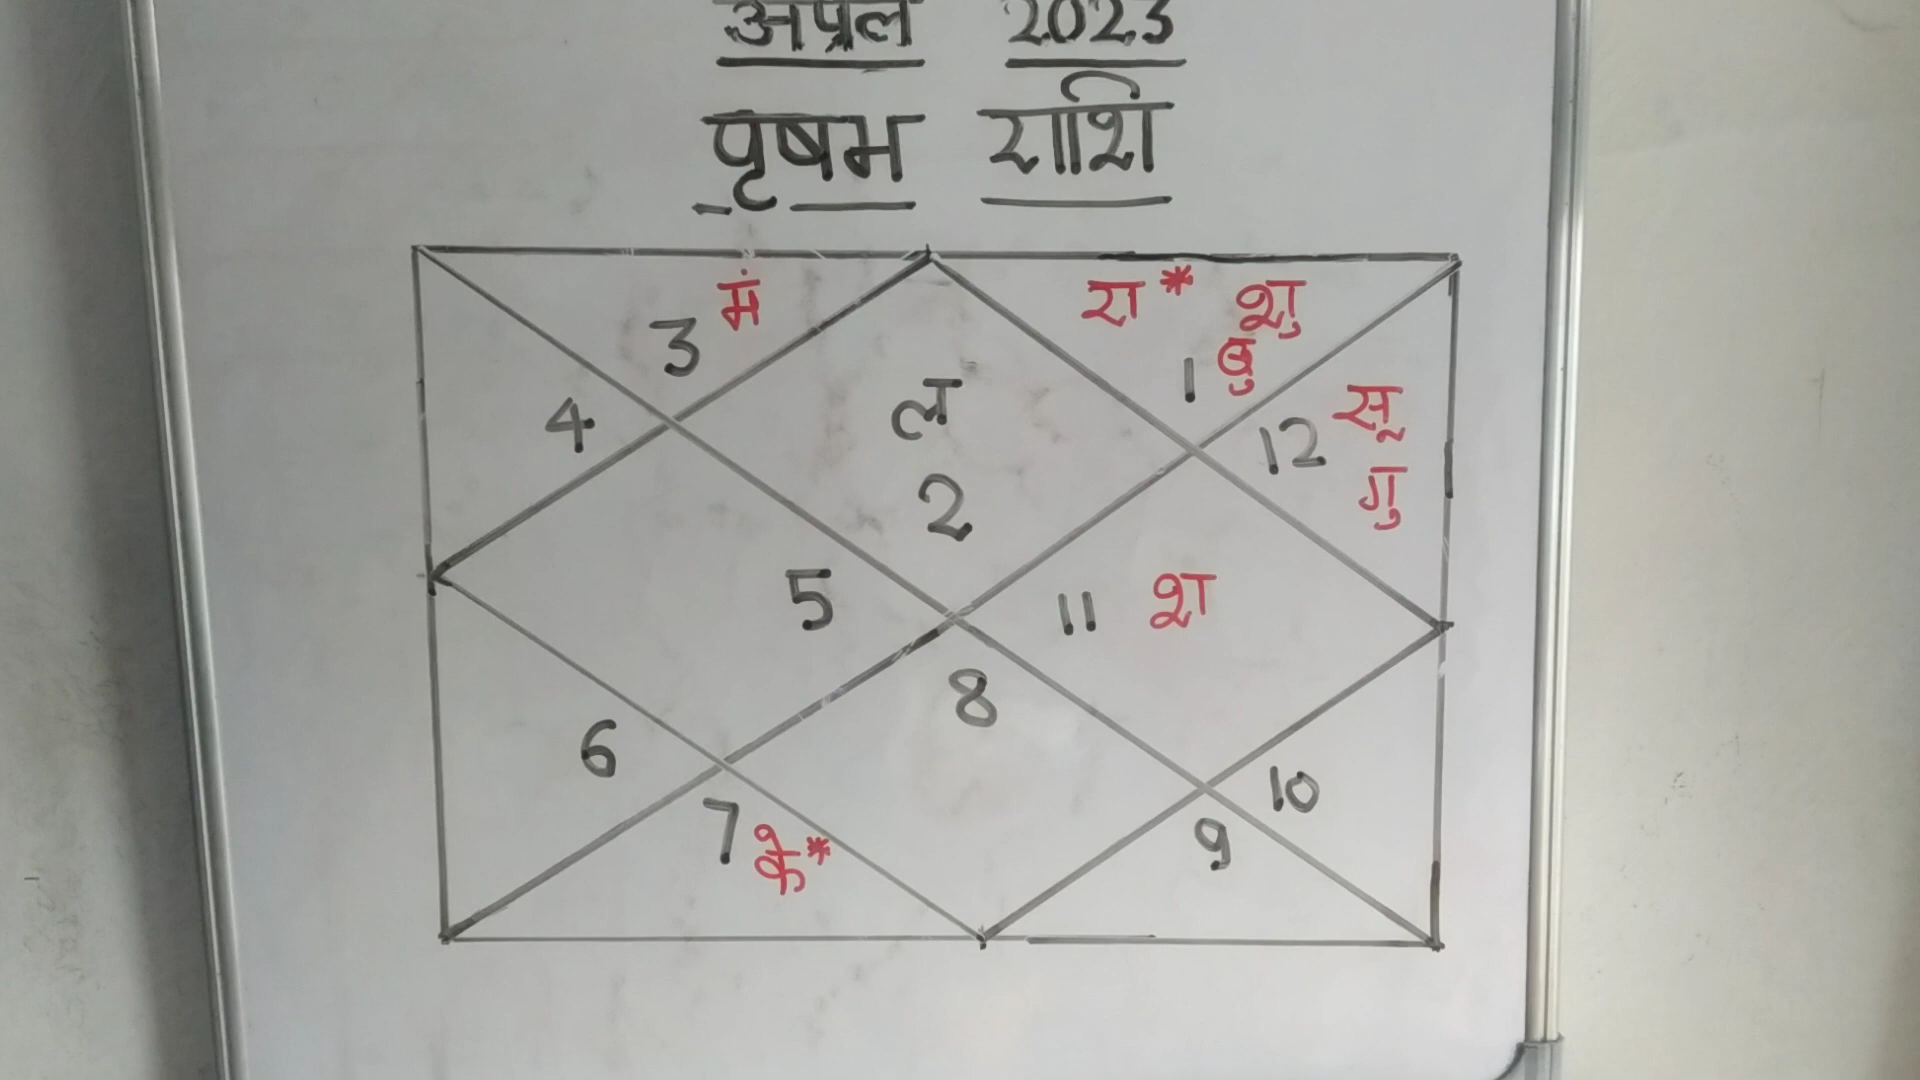 अप्रैल 2023
वृषभ राशि
मं रा* शु
3 1 बु
ल 4 12 सू
2 गु
5 11 श
8
6 10
7 के* 9